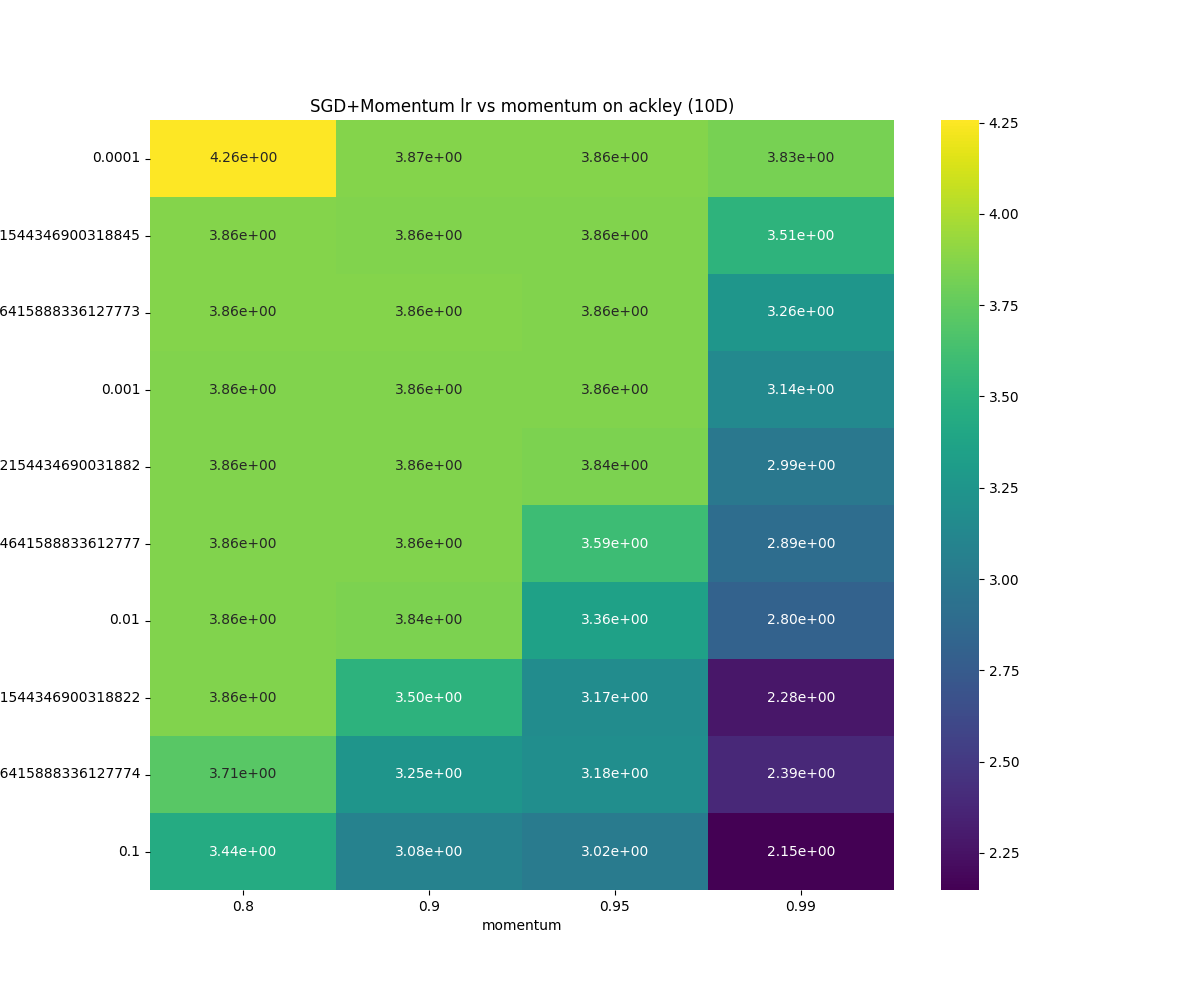 SGD+Momentum lr vs momentum on ackley (10D)
0.0001 4.26e+00 3.87e+00 3.86e+00 3.83e+00
1544346900318845 3.86e+00 3.86e+00 3.86e+00 3.51e+00
6415888336127773 3.86e+00 3.86e+00 3.86e+00 3.26e+00
0.001 3.86e+00 3.86e+00 3.86e+00 3.14e+00
2154434690031882 3.86e+00 3.86e+00 3.84e+00 2.99e+00
4641588833612777 3.86e+00 3.86e+00 3.59e+00 2.89e+00
0.01 3.86e+00 3.84e+00 3.36e+00 2.80e+00
1544346900318822 3.86e+00 3.50e+00 3.17e+00 2.28e+00
6415888336127774 3.71e+00 3.25e+00 3.18e+00 2.39e+00
0.1 3.44e+00 3.08e+00 3.02e+00 2.15e+00
0.8 0.9 0.95 0.99
momentum
4.25
4.00
3.75
3.50
3.25
3.00
2.75
2.50
2.25